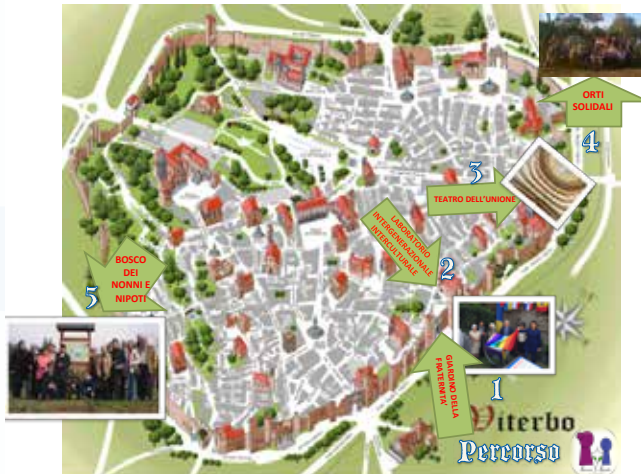 ORTI
SOLIDALI
4
3
TEATRO DELL'UNIONE
LABORATORIO
INTERGENERAZIONALE
INTERCULTURALE
2
BOSCO
DEI
NONNI E
NIPOTI
5
GIARDINO DELLA
FRATERNITA'
1
Viterbo
Percorso